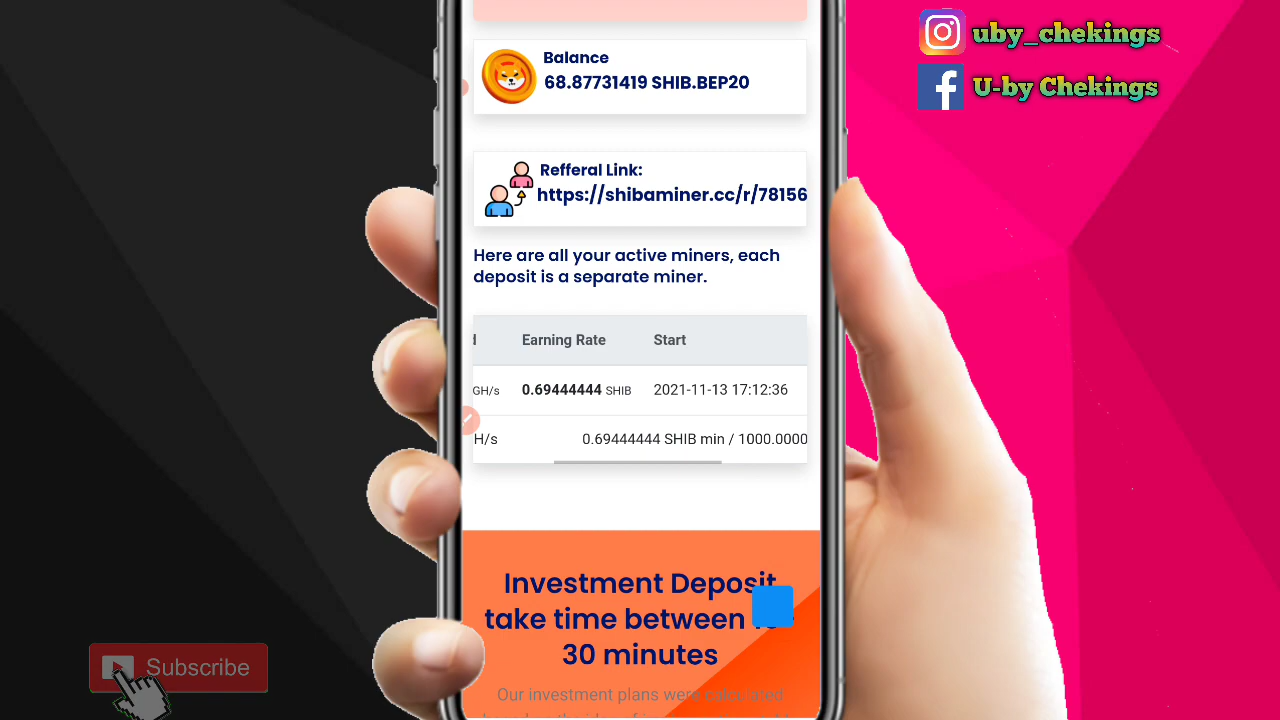 uby_chekings
U-by Chekings
Balance
68.87731419 SHIB.BEP20
Refferal Link:
https://shibaminer.cc/r/78156
Here are all your active miners, each
deposit is a separate miner.
Earning Rate Start
GH/s 0.69444444 SHIB 2021-11-13 17:12:36
H/s 0.69444444 SHIB min / 1000.0000
Investment Deposit
take time between
30 minutes
Subscribe
Our investment plans were calculated